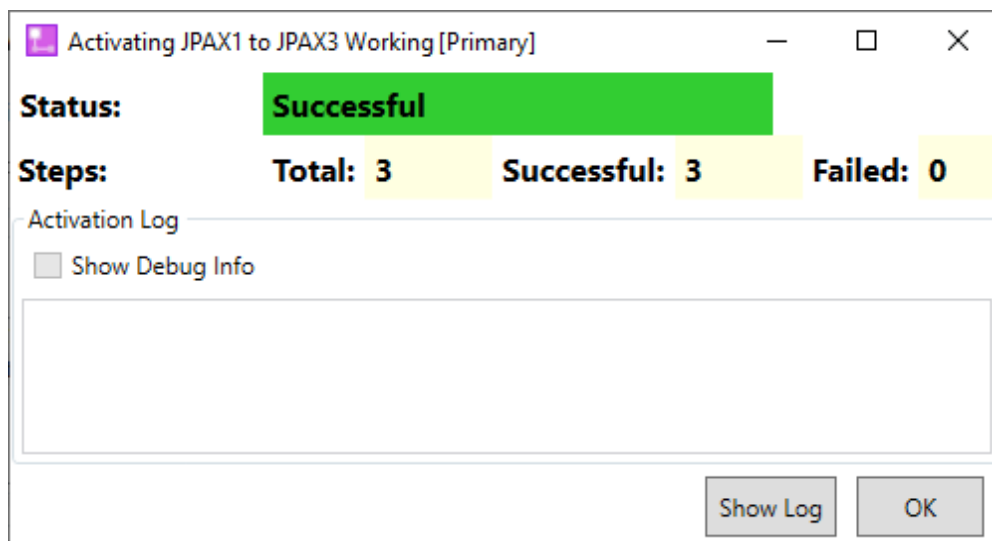 Activating JPAX1 to JPAX3 Working [Primary]
Status: Successful
Steps: Total: 3 Successful: 3 Failed: 0
Activation Log
Show Debug Info
Show Log OK